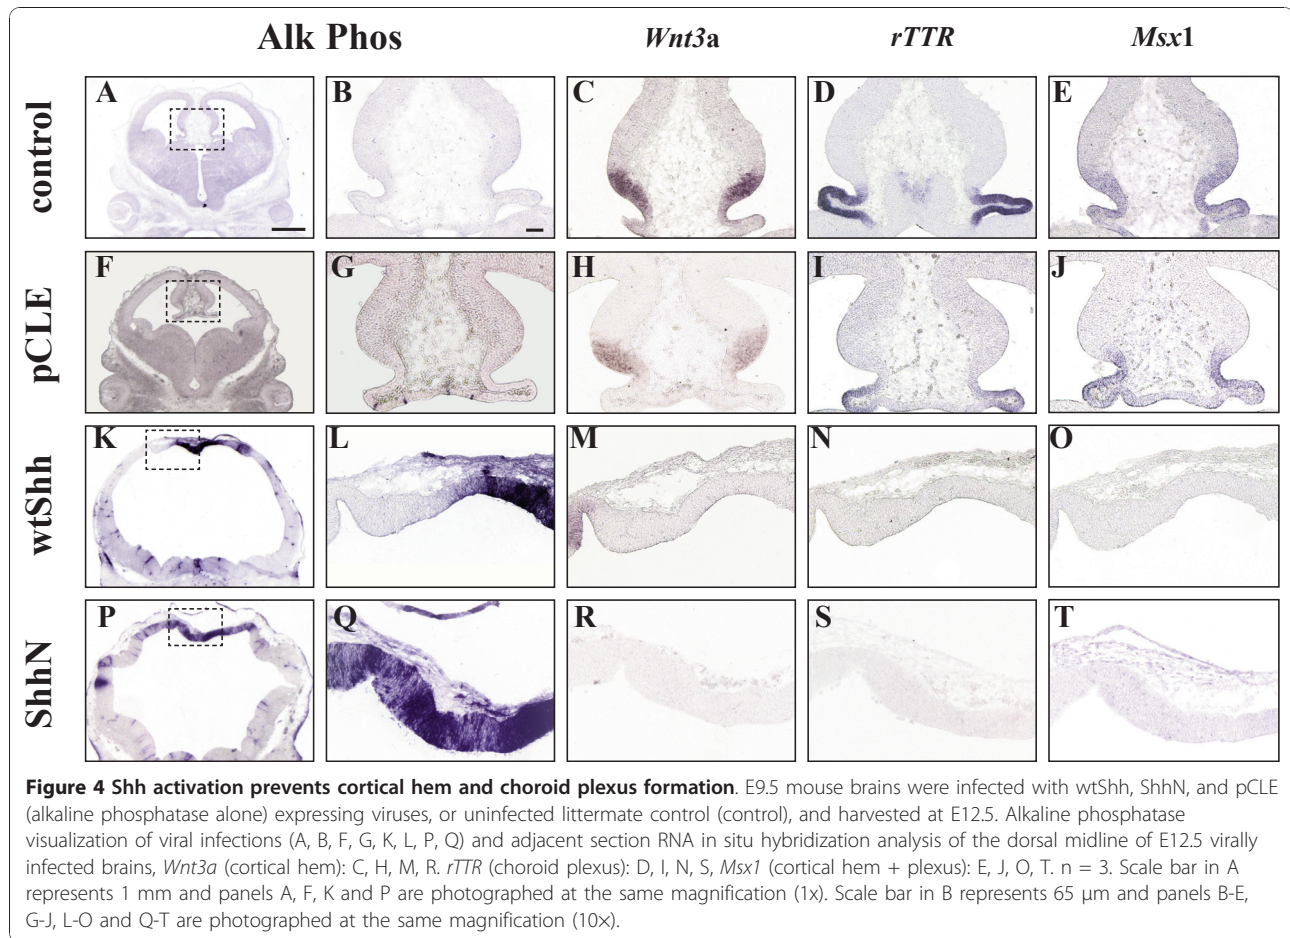 Alk Phos Wnt3a rTTR Msx1
control
A B C D E
pCLE
F G H I J
wtShh
K L M N O
ShhN
P Q R S T
Figure 4 Shh activation prevents cortical hem and choroid plexus formation. E9.5 mouse brains were infected with wtShh, ShhN, and pCLE
(alkaline phosphatase alone) expressing viruses, or uninfected littermate control (control), and harvested at E12.5. Alkaline phosphatase
visualization of viral infections (A, B, F, G, K, L, P, Q) and adjacent section RNA in situ hybridization analysis of the dorsal midline of E12.5 virally
infected brains, Wnt3a (cortical hem): C, H, M, R. rTTR (choroid plexus): D, I, N, S, Msx1 (cortical hem + plexus): E, J, O, T. n = 3. Scale bar in A
represents 1 mm and panels A, F, K and P are photographed at the same magnification (1x). Scale bar in B represents 65 μm and panels B-E,
G-J, L-O and Q-T are photographed at the same magnification (10×).